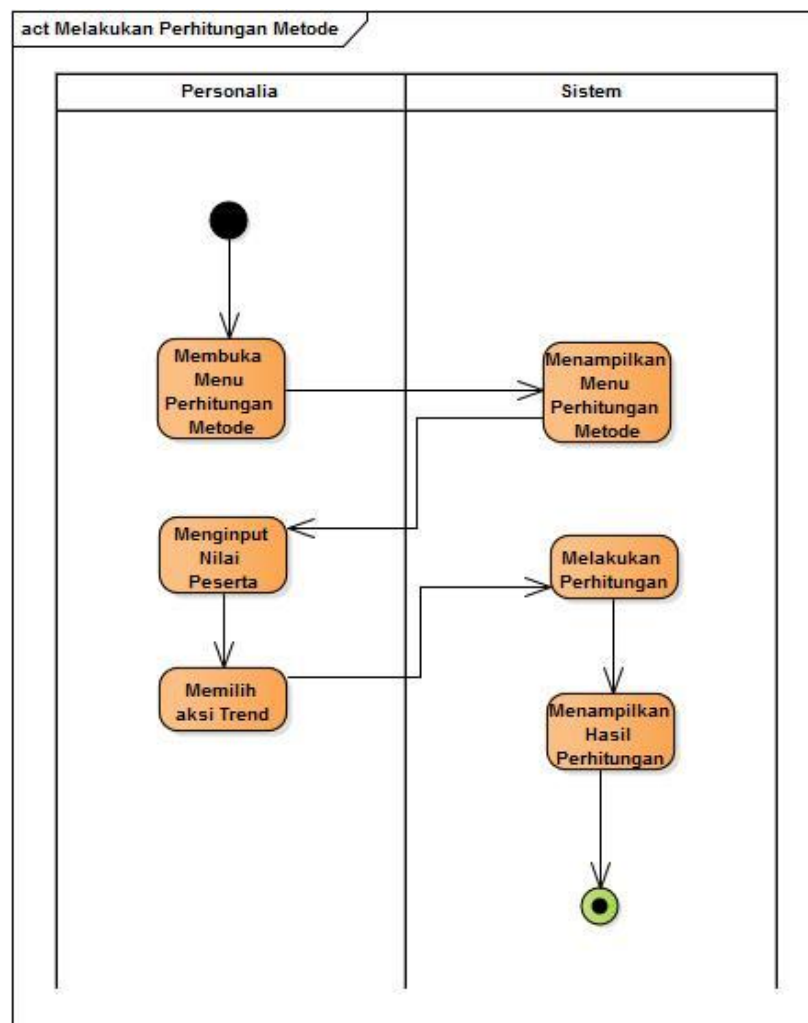 act Melakukan Perhitungan Metode
Personalia
Sistem
Membuka
Menu
Perhitungan
Metode
Menampilkan
Menu
Perhitungan
Metode
Menginput
Nilai
Peserta
Melakukan
Perhitungan
Memilih
aksi Trend
Menampilkan
Hasil
Perhitungan